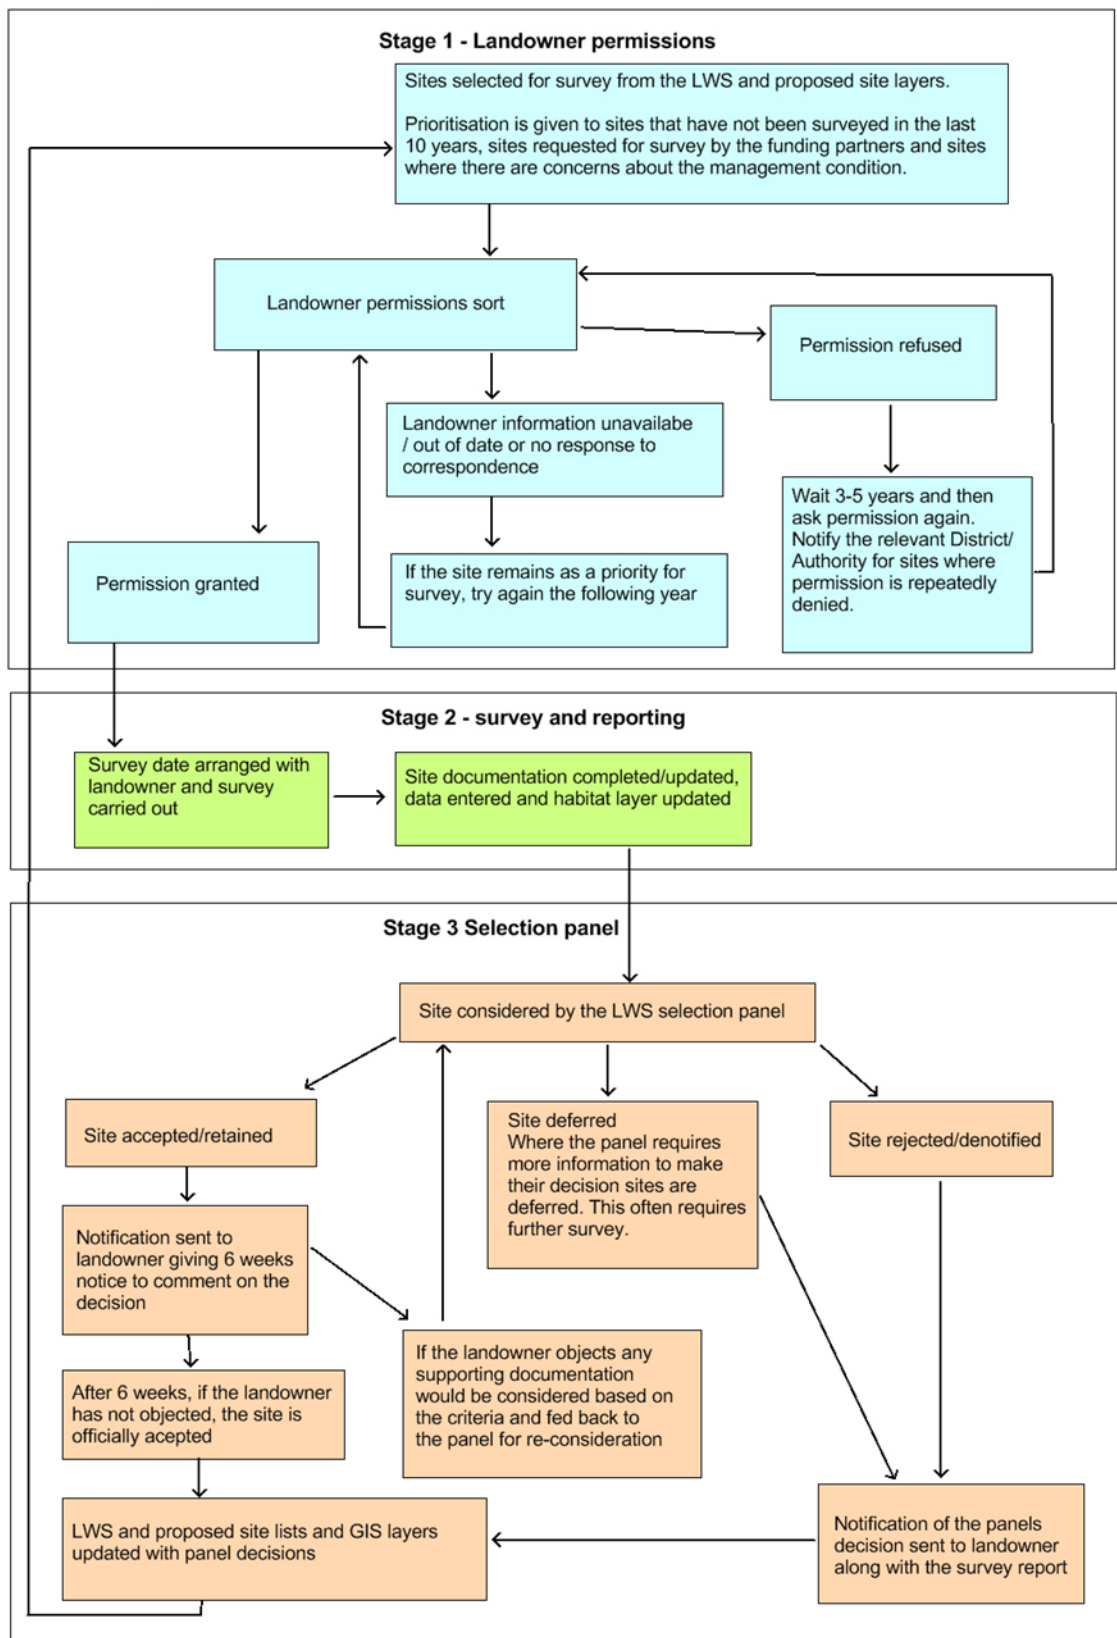 Stage 1 - Landowner permissions
Sites selected for survey from the LWS and proposed site layers.
Prioritisation is given to sites that have not been surveyed in the last
10 years, sites requested for survey by the funding partners and sites
where there are concerns about the management condition.
Landowner permissions sort
Permission refused
Landowner information unavailabe
/ out of date or no response to
correspondence
Wait 3-5 years and then
ask permission again.
Notify the relevant District/
Authority for sites where
permission is repeatedly
denied.
Permission granted
If the site remains as a priority for
survey, try again the following year
Stage 2 - survey and reporting
Survey date arranged with
landowner and survey
carried out
Site documentation completed/updated,
data entered and habitat layer updated
Stage 3 Selection panel
Site considered by the LWS selection panel
Site accepted/retained
Site deferred
Where the panel requires
more information to make
their decision sites are
deferred. This often requires
further survey.
Site rejected/denotified
Notification sent to
landowner giving 6 weeks
notice to comment on the
decision
If the landowner objects any
supporting documentation
would be considered based on
the criteria and fed back to
the panel for re-consideration
After 6 weeks, if the landowner
has not objected, the site is
officially acepted
LWS and proposed site lists and GIS layers
updated with panel decisions
Notification of the panels
decision sent to landowner
along with the survey report